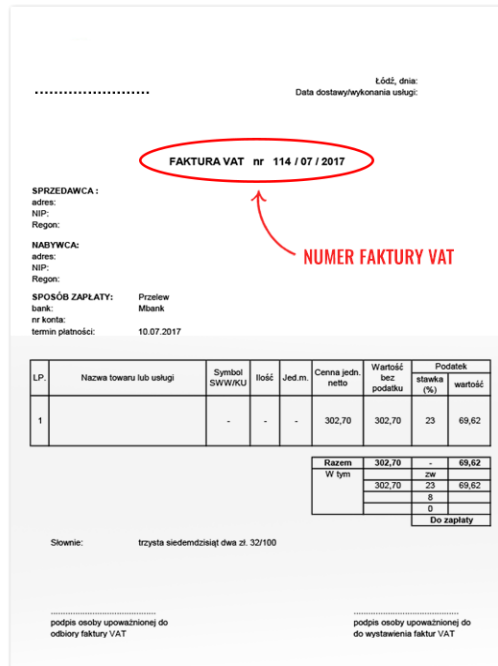 Łódź, dnia:
........................
Data dostawy/wykonania usługi:
FAKTURA VAT nr 114 / 07 / 2017
SPRZEDAWCA :
adres:
NIP:
Regon:
NUMER FAKTURY VAT
NABYWCA:
adres:
NIP:
Regon:
SPOSÓB ZAPŁATY: Przelew
bank: Mbank
nr konta:
termin płatności: 10.07.2017
LP. Nazwa towaru lub usługi Symbol SWW/KU Ilość Jed.m. Cenna jedn. netto Wartość bez podatku Podatek
stawka (%) wartość
1 - - - 302,70 302,70 23 69,62
Razem 302,70 - 69,62
W tym zw
302,70 23 69,62
8
0
Do zapłaty
Słownie: trzysta siedemdzisiąt dwa zł. 32/100
podpis osoby upoważnionej do
odbiory faktury VAT
podpis osoby upoważnionej do
do wystawienia faktur VAT